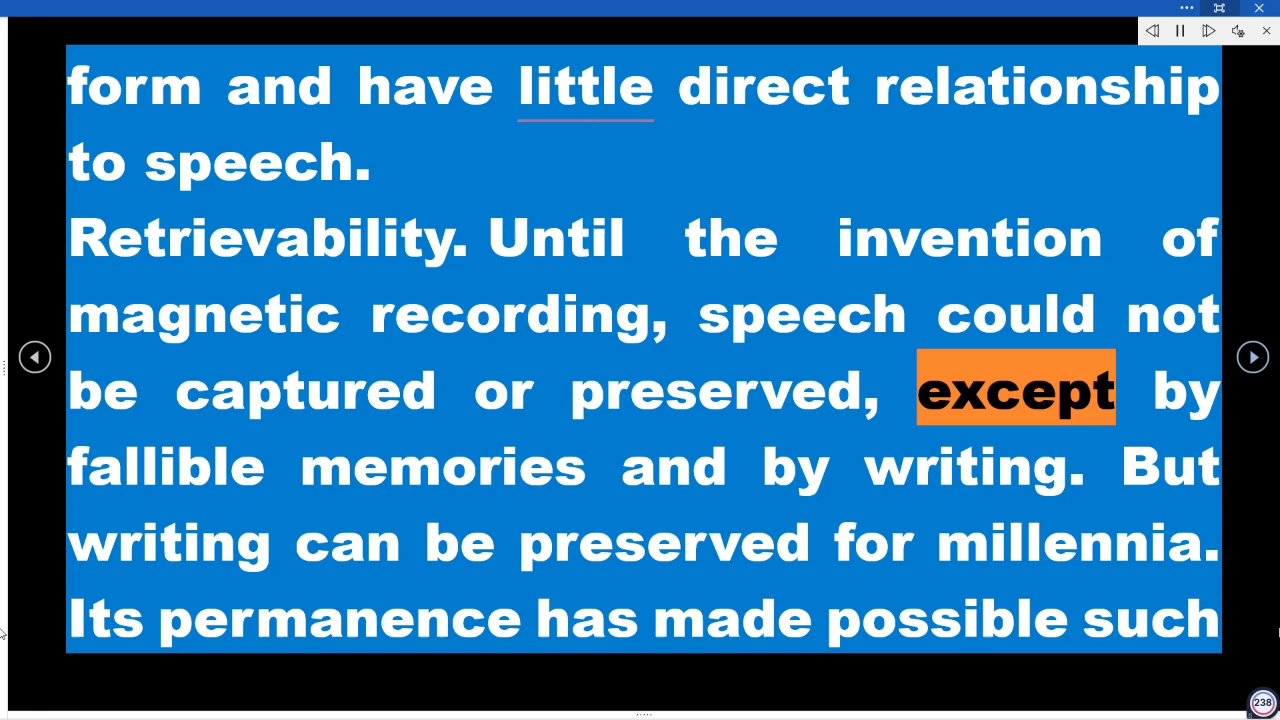 form and have little direct relationship
to speech.
Retrievability. Until the invention of
magnetic recording, speech could not
be captured or preserved, except by
fallible memories and by writing. But
writing can be preserved for millennia.
Its permanence has made possible such
238